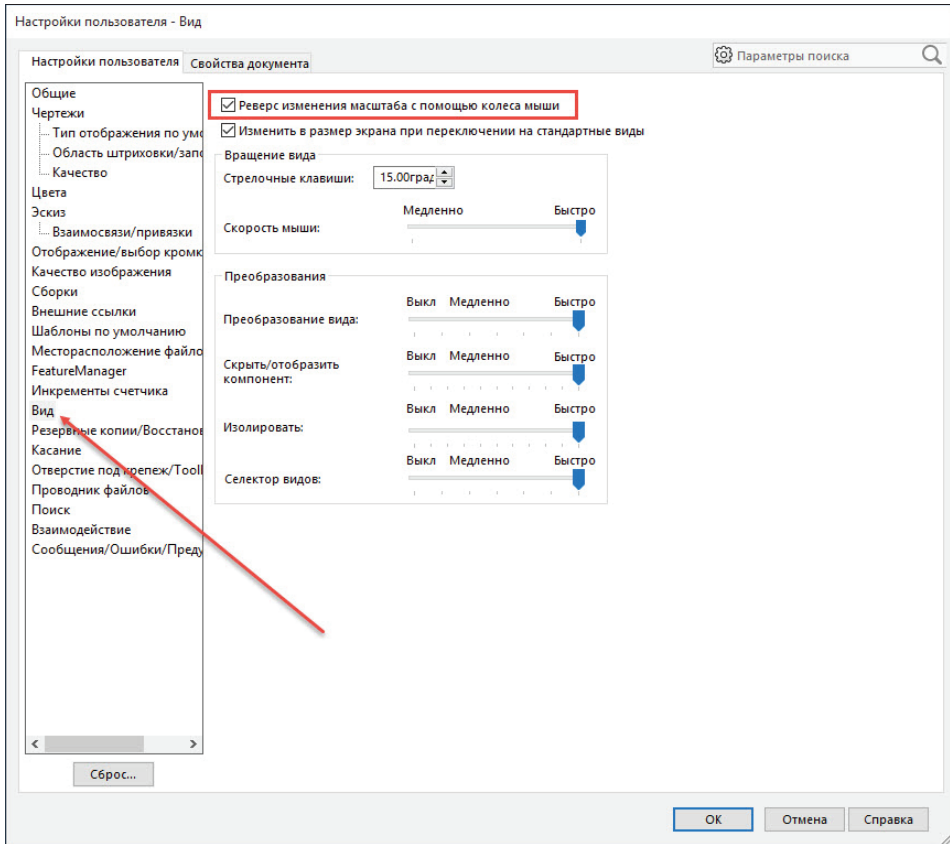 Настройки пользователя - Вид
Настройки пользователя Свойства документа
Параметры поиска
Общие
Чертежи
Тип отображения по умо
Область штриховки/запо
Качество
Цвета
Эскиз
Взаимосвязи/привязки
Отображение/выбор кромк
Качество изображения
Сборки
Внешние ссылки
Шаблоны по умолчанию
Месторасположение файло
FeatureManager
Инкременты счетчика
Вид
Резервные копии/Восстанов
Касание
Отверстие под крепеж/Tooll
Проводник файлов
Поиск
Взаимодействие
Сообщения/Ошибки/Преду
Сброс...
Реверс изменения масштаба с помощью колеса мыши
Изменить в размер экрана при переключении на стандартные виды
Вращение вида
Стрелочные клавиши: 15.00град
Медленно Быстро
Скорость мыши:
Преобразования
Выкл Медленно Быстро
Преобразование вида:
Выкл Медленно Быстро
Скрыть/отобразить
компонент:
Выкл Медленно Быстро
Изолировать:
Выкл Медленно Быстро
Селектор видов:
OK Отмена Справка